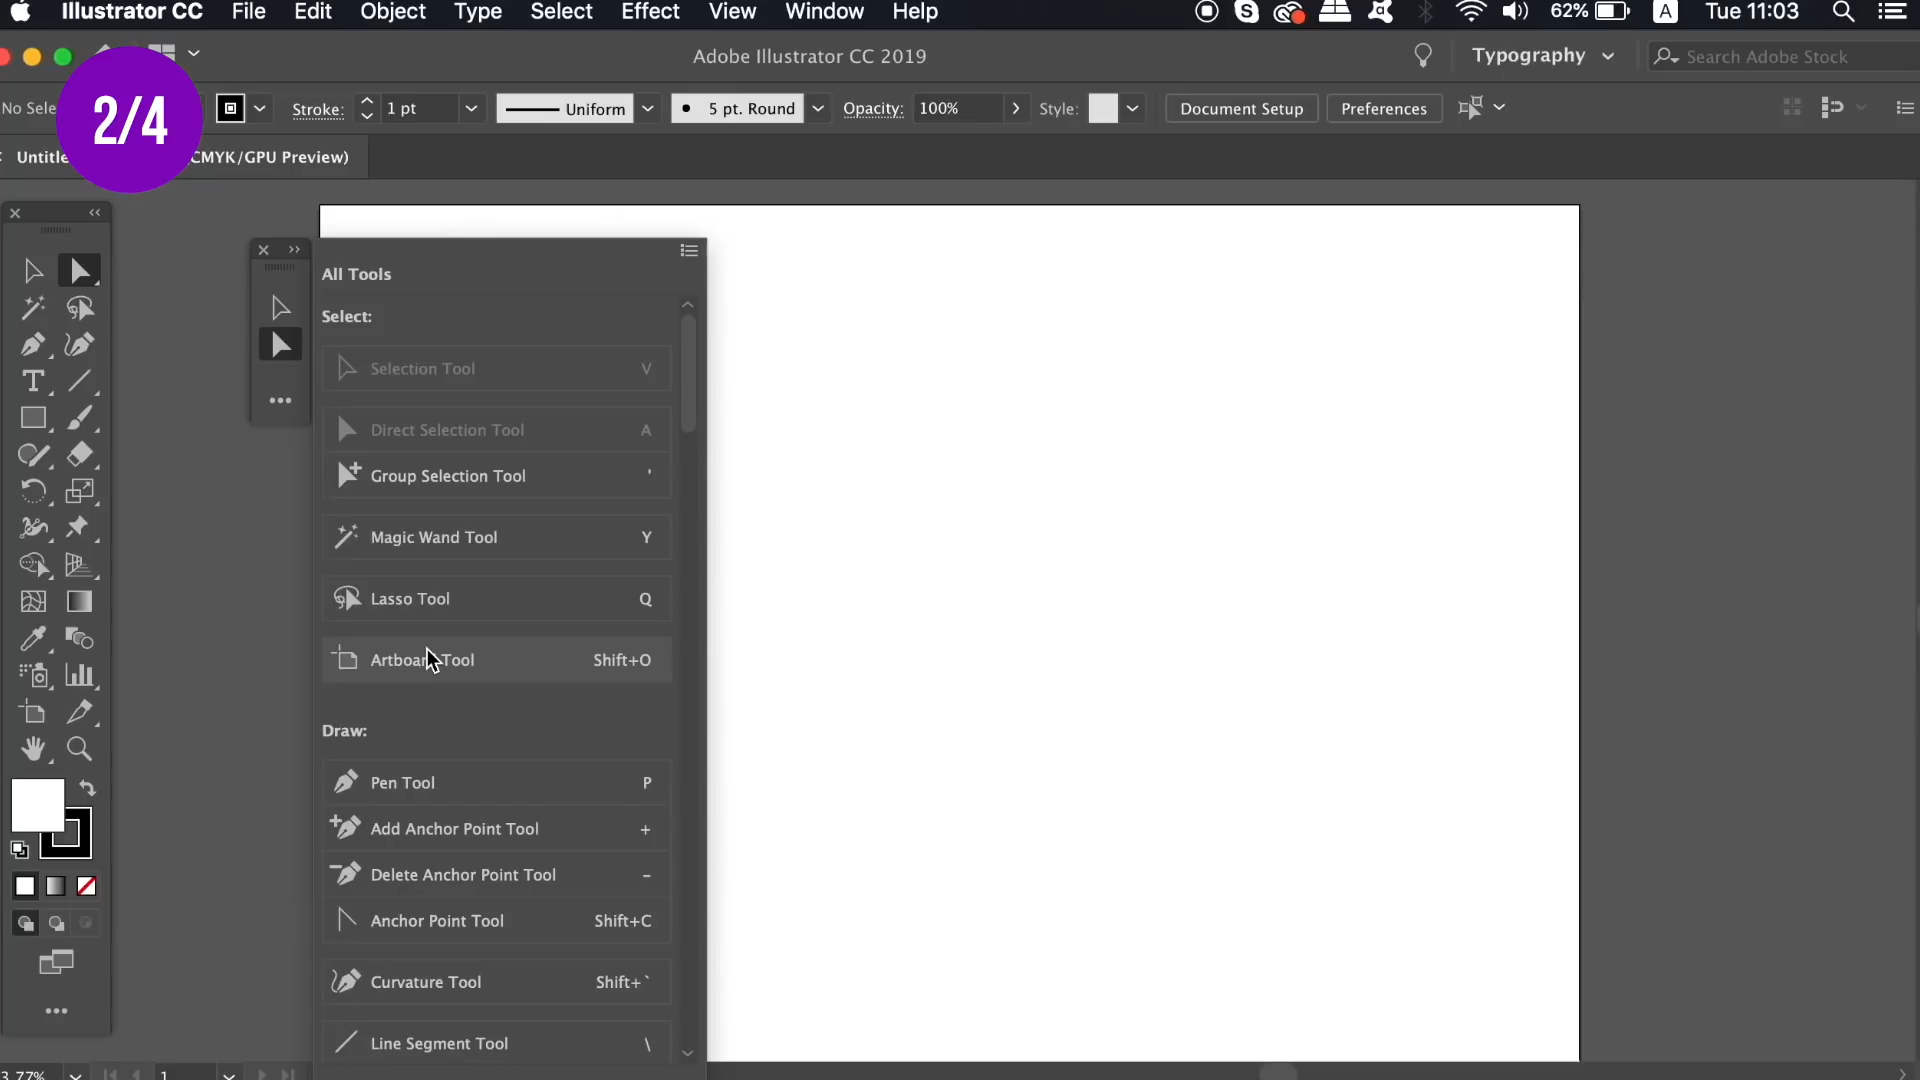 Illustrator CC File Edit Object Type Select Effect View Window Help 62% A Tue 11:03
Adobe Illustrator CC 2019 Typography Search Adobe Stock
2/4
No Sele Stroke: 1 pt Uniform 5 pt. Round Opacity: 100% Style: Document Setup Preferences
Untitle CMYK/GPU Preview)
All Tools
Select:
Selection Tool V
Direct Selection Tool A
Group Selection Tool '
Magic Wand Tool Y
Lasso Tool Q
Artboard Tool Shift+O
Draw:
Pen Tool P
Add Anchor Point Tool +
Delete Anchor Point Tool -
Anchor Point Tool Shift+C
Curvature Tool Shift+`
Line Segment Tool \
3.77% 1